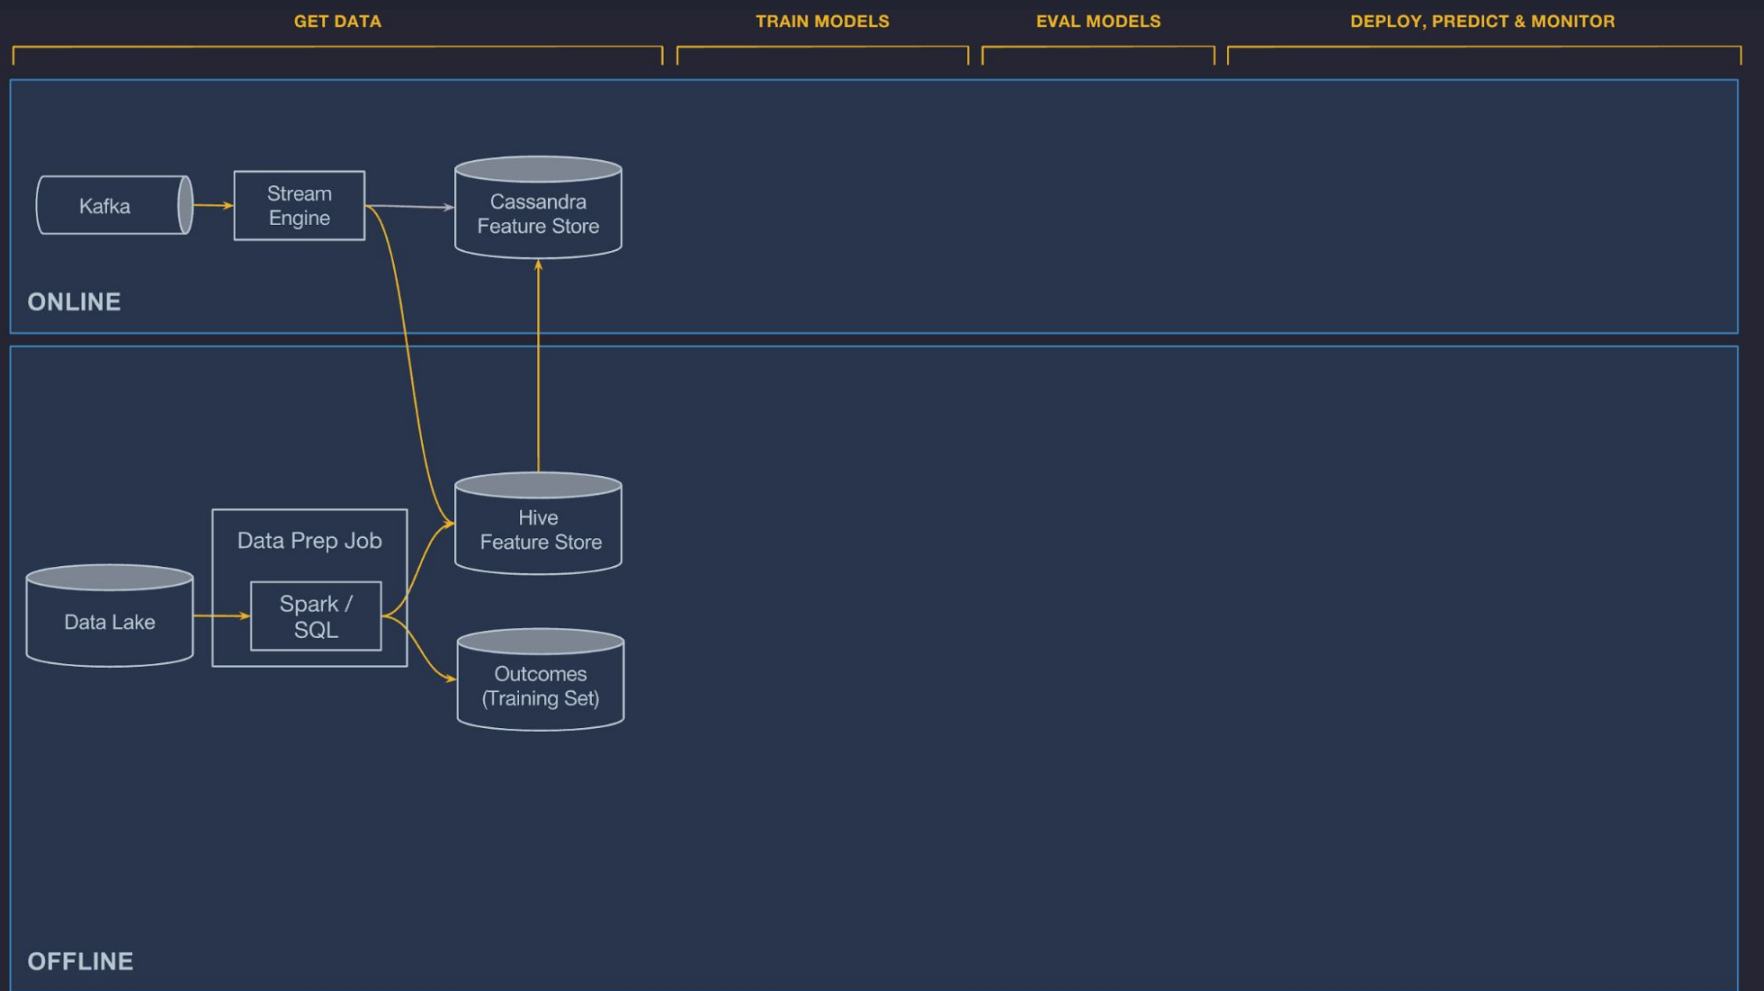 GET DATA
TRAIN MODELS
EVAL MODELS
DEPLOY, PREDICT & MONITOR
Kafka
Stream
Engine
Cassandra
Feature Store
ONLINE
Hive
Feature Store
Data Prep Job
Spark /
SQL
Data Lake
Outcomes
(Training Set)
OFFLINE